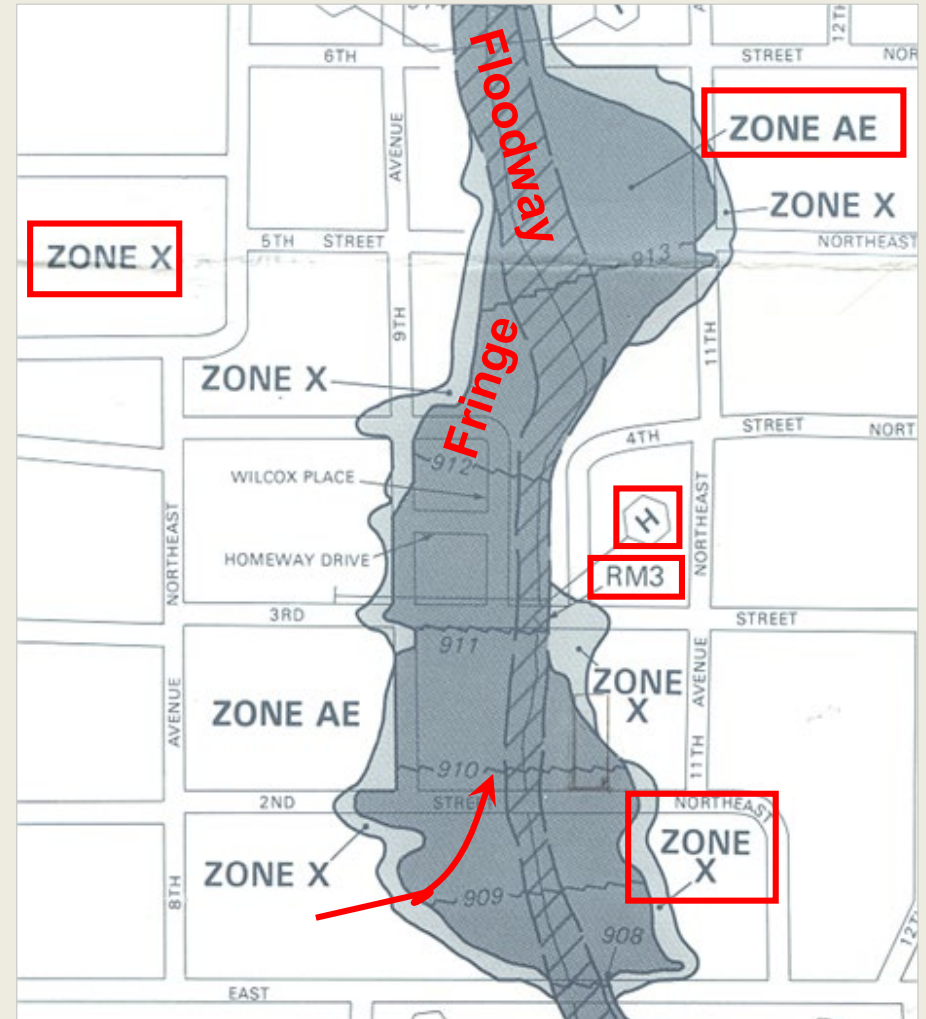 6TH
STREET
NOR
12TH
Floodway
AVENUE
ZONE AE
ZONE X
ZONE X
5TH STREET
NORTHEAST
913
9TH
11TH
Fringe
ZONE X
STREET
NORT
4TH
912
WILCOX PLACE
H
NORTHEAST
NORTHEAST
HOMEWAY DRIVE
RM3
3RD
STREET
911
ZONE
X
AVENUE
AVENUE
ZONE AE
11TH
910
2ND
STREET
NORTHEAST
ZONE
X
ZONE X
8TH
909
908
12T
EAST